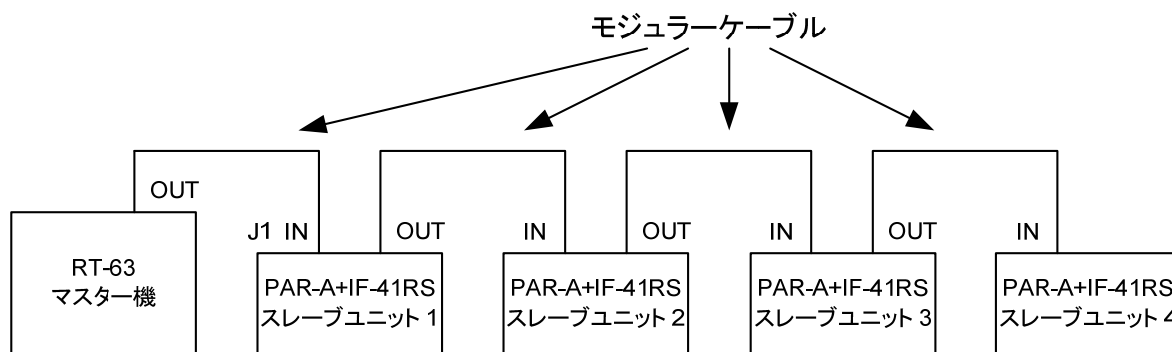 モジュラーケーブル
OUT
J1 IN
OUT
IN
OUT
IN
OUT
IN
RT-63
マスター機
PAR-A+IF-41RS
スレーブユニット 1
PAR-A+IF-41RS
スレーブユニット 2
PAR-A+IF-41RS
スレーブユニット 3
PAR-A+IF-41RS
スレーブユニット 4